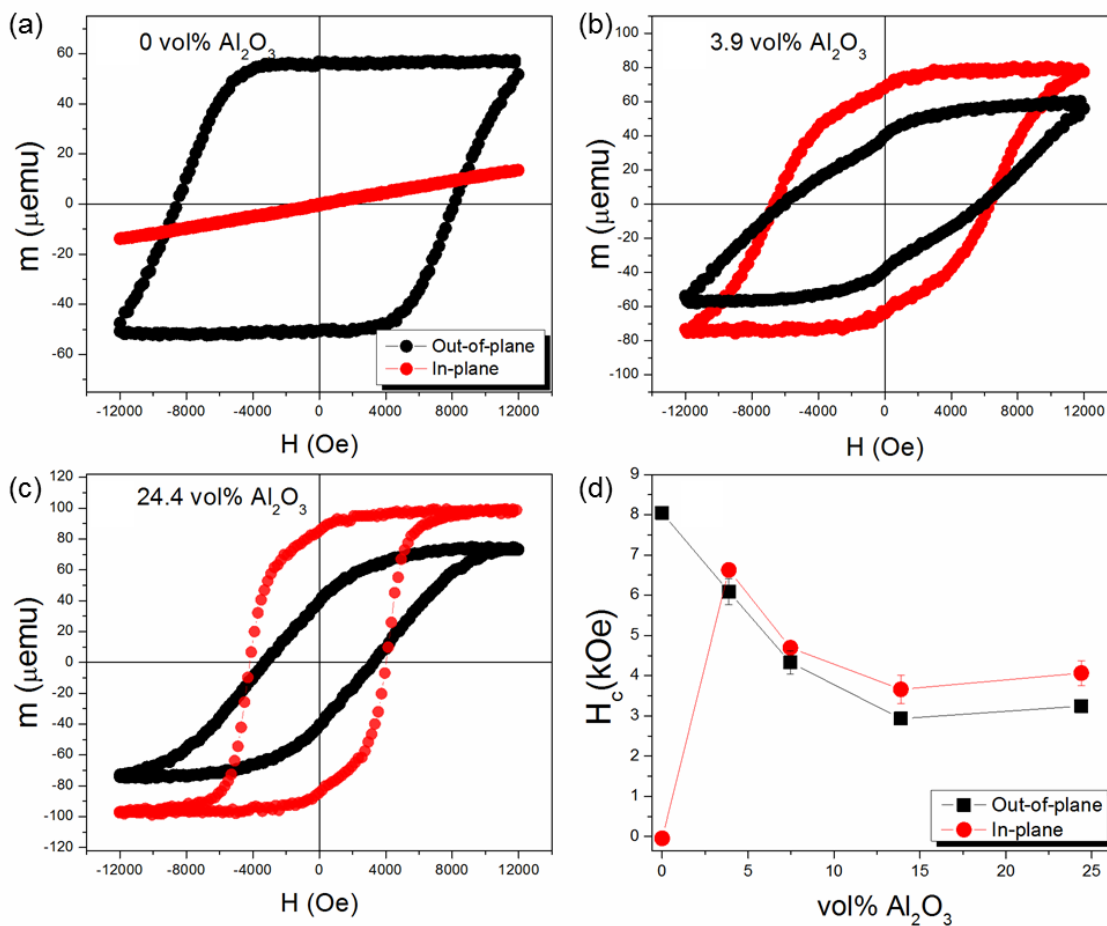 (a)
0 vol% Al₂O₃
60
40
20
0
-20
-40
-60
m (μemu)
-12000 -8000 -4000 0 4000 8000 12000
H (Oe)
Out-of-plane
In-plane
(b)
3.9 vol% Al₂O₃
100
80
60
40
20
0
-20
-40
-60
-80
-100
m (μemu)
-12000 -8000 -4000 0 4000 8000 12000
H (Oe)
(c)
24.4 vol% Al₂O₃
120
100
80
60
40
20
0
-20
-40
-60
-80
-100
-120
m (μemu)
-12000 -8000 -4000 0 4000 8000 12000
H (Oe)
(d)
9
8
7
6
5
4
3
2
1
0
H_c(kOe)
0 5 10 15 20 25
vol% Al₂O₃
Out-of-plane
In-plane